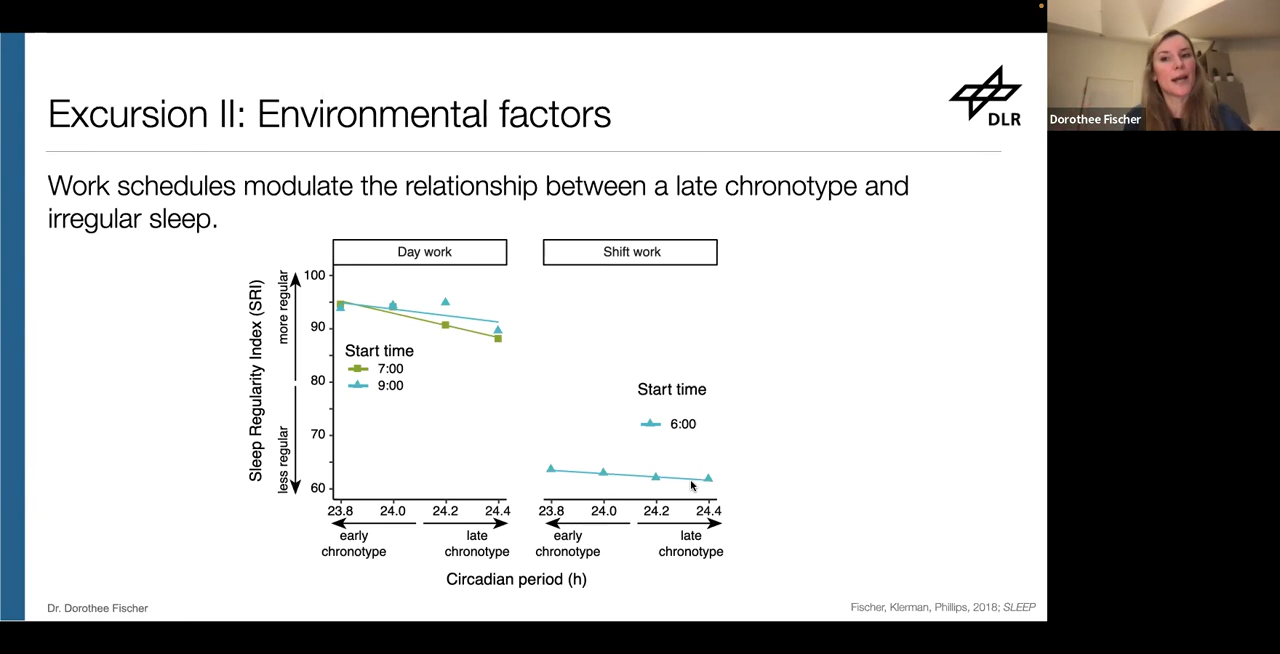 Excursion II: Environmental factors
DLR
Dorothee Fischer
Work schedules modulate the relationship between a late chronotype and
irregular sleep.
Day work
Shift work
Sleep Regularity Index (SRI)
more regular
less regular
100
90
80
70
60
Start time
7:00
9:00
Start time
6:00
23.8 24.0 24.2 24.4
23.8 24.0 24.2 24.4
early
chronotype
late
chronotype
early
chronotype
late
chronotype
Circadian period (h)
Dr. Dorothee Fischer
Fischer, Klerman, Phillips, 2018; SLEEP